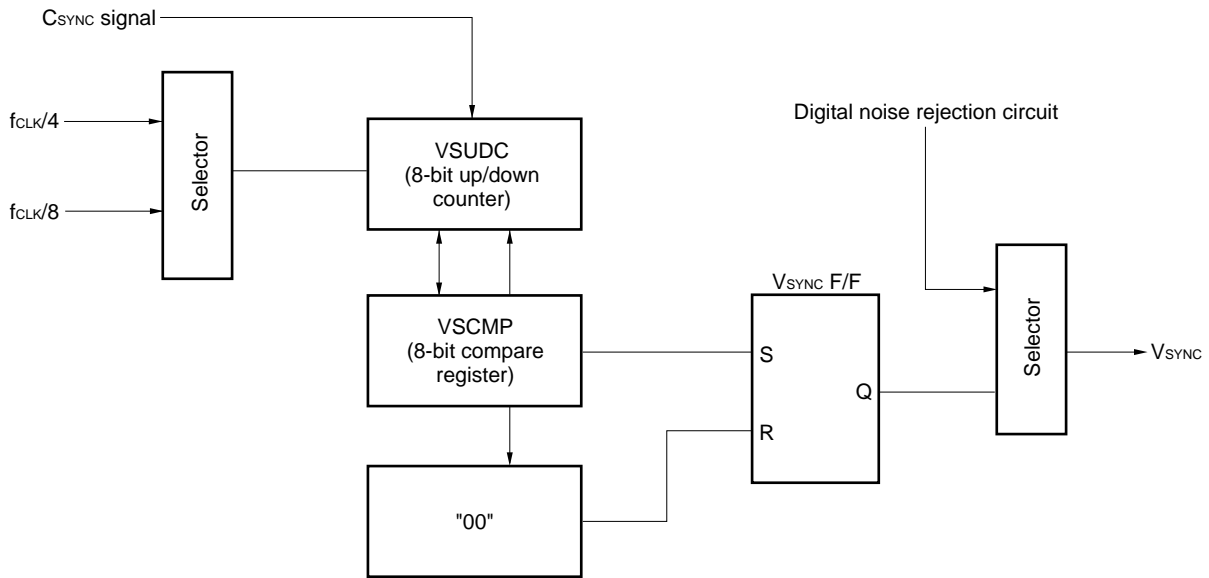 CSYNC signal
fCLK/4
fCLK/8
Selector
VSUDC
(8-bit up/down
counter)
VSCMP
(8-bit compare
register)
"00"
VSYNC F/F
S
R
Q
Digital noise rejection circuit
Selector
VSYNC